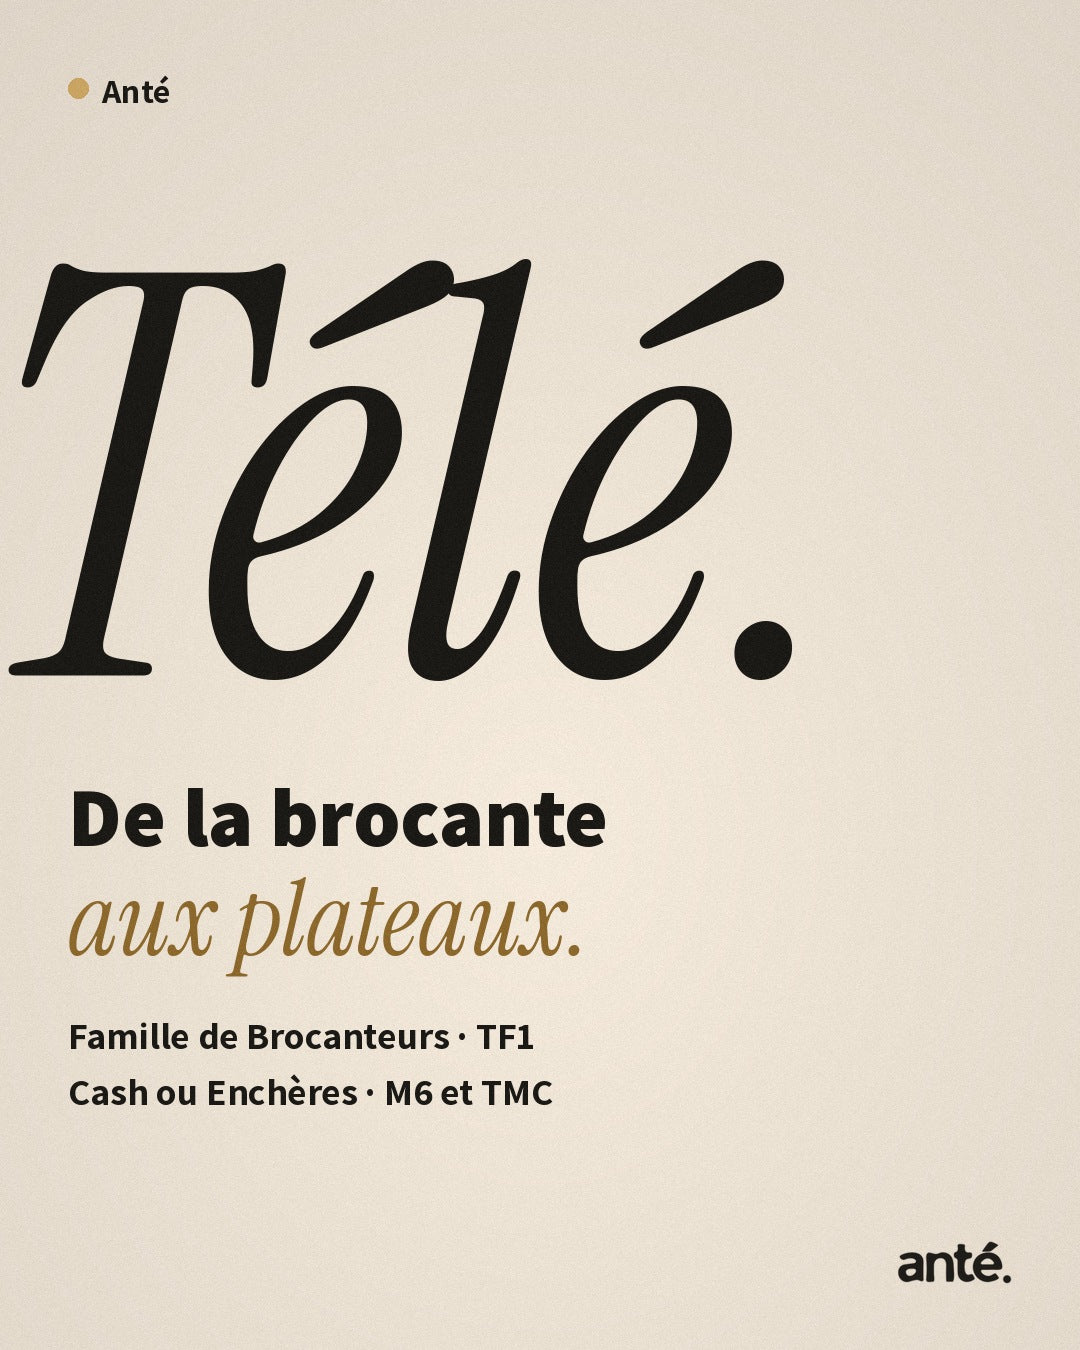 Anté
Télé.
De la brocante
aux plateaux.
Famille de Brocanteurs · TF1
Cash ou Enchères · M6 et TMC
anté.